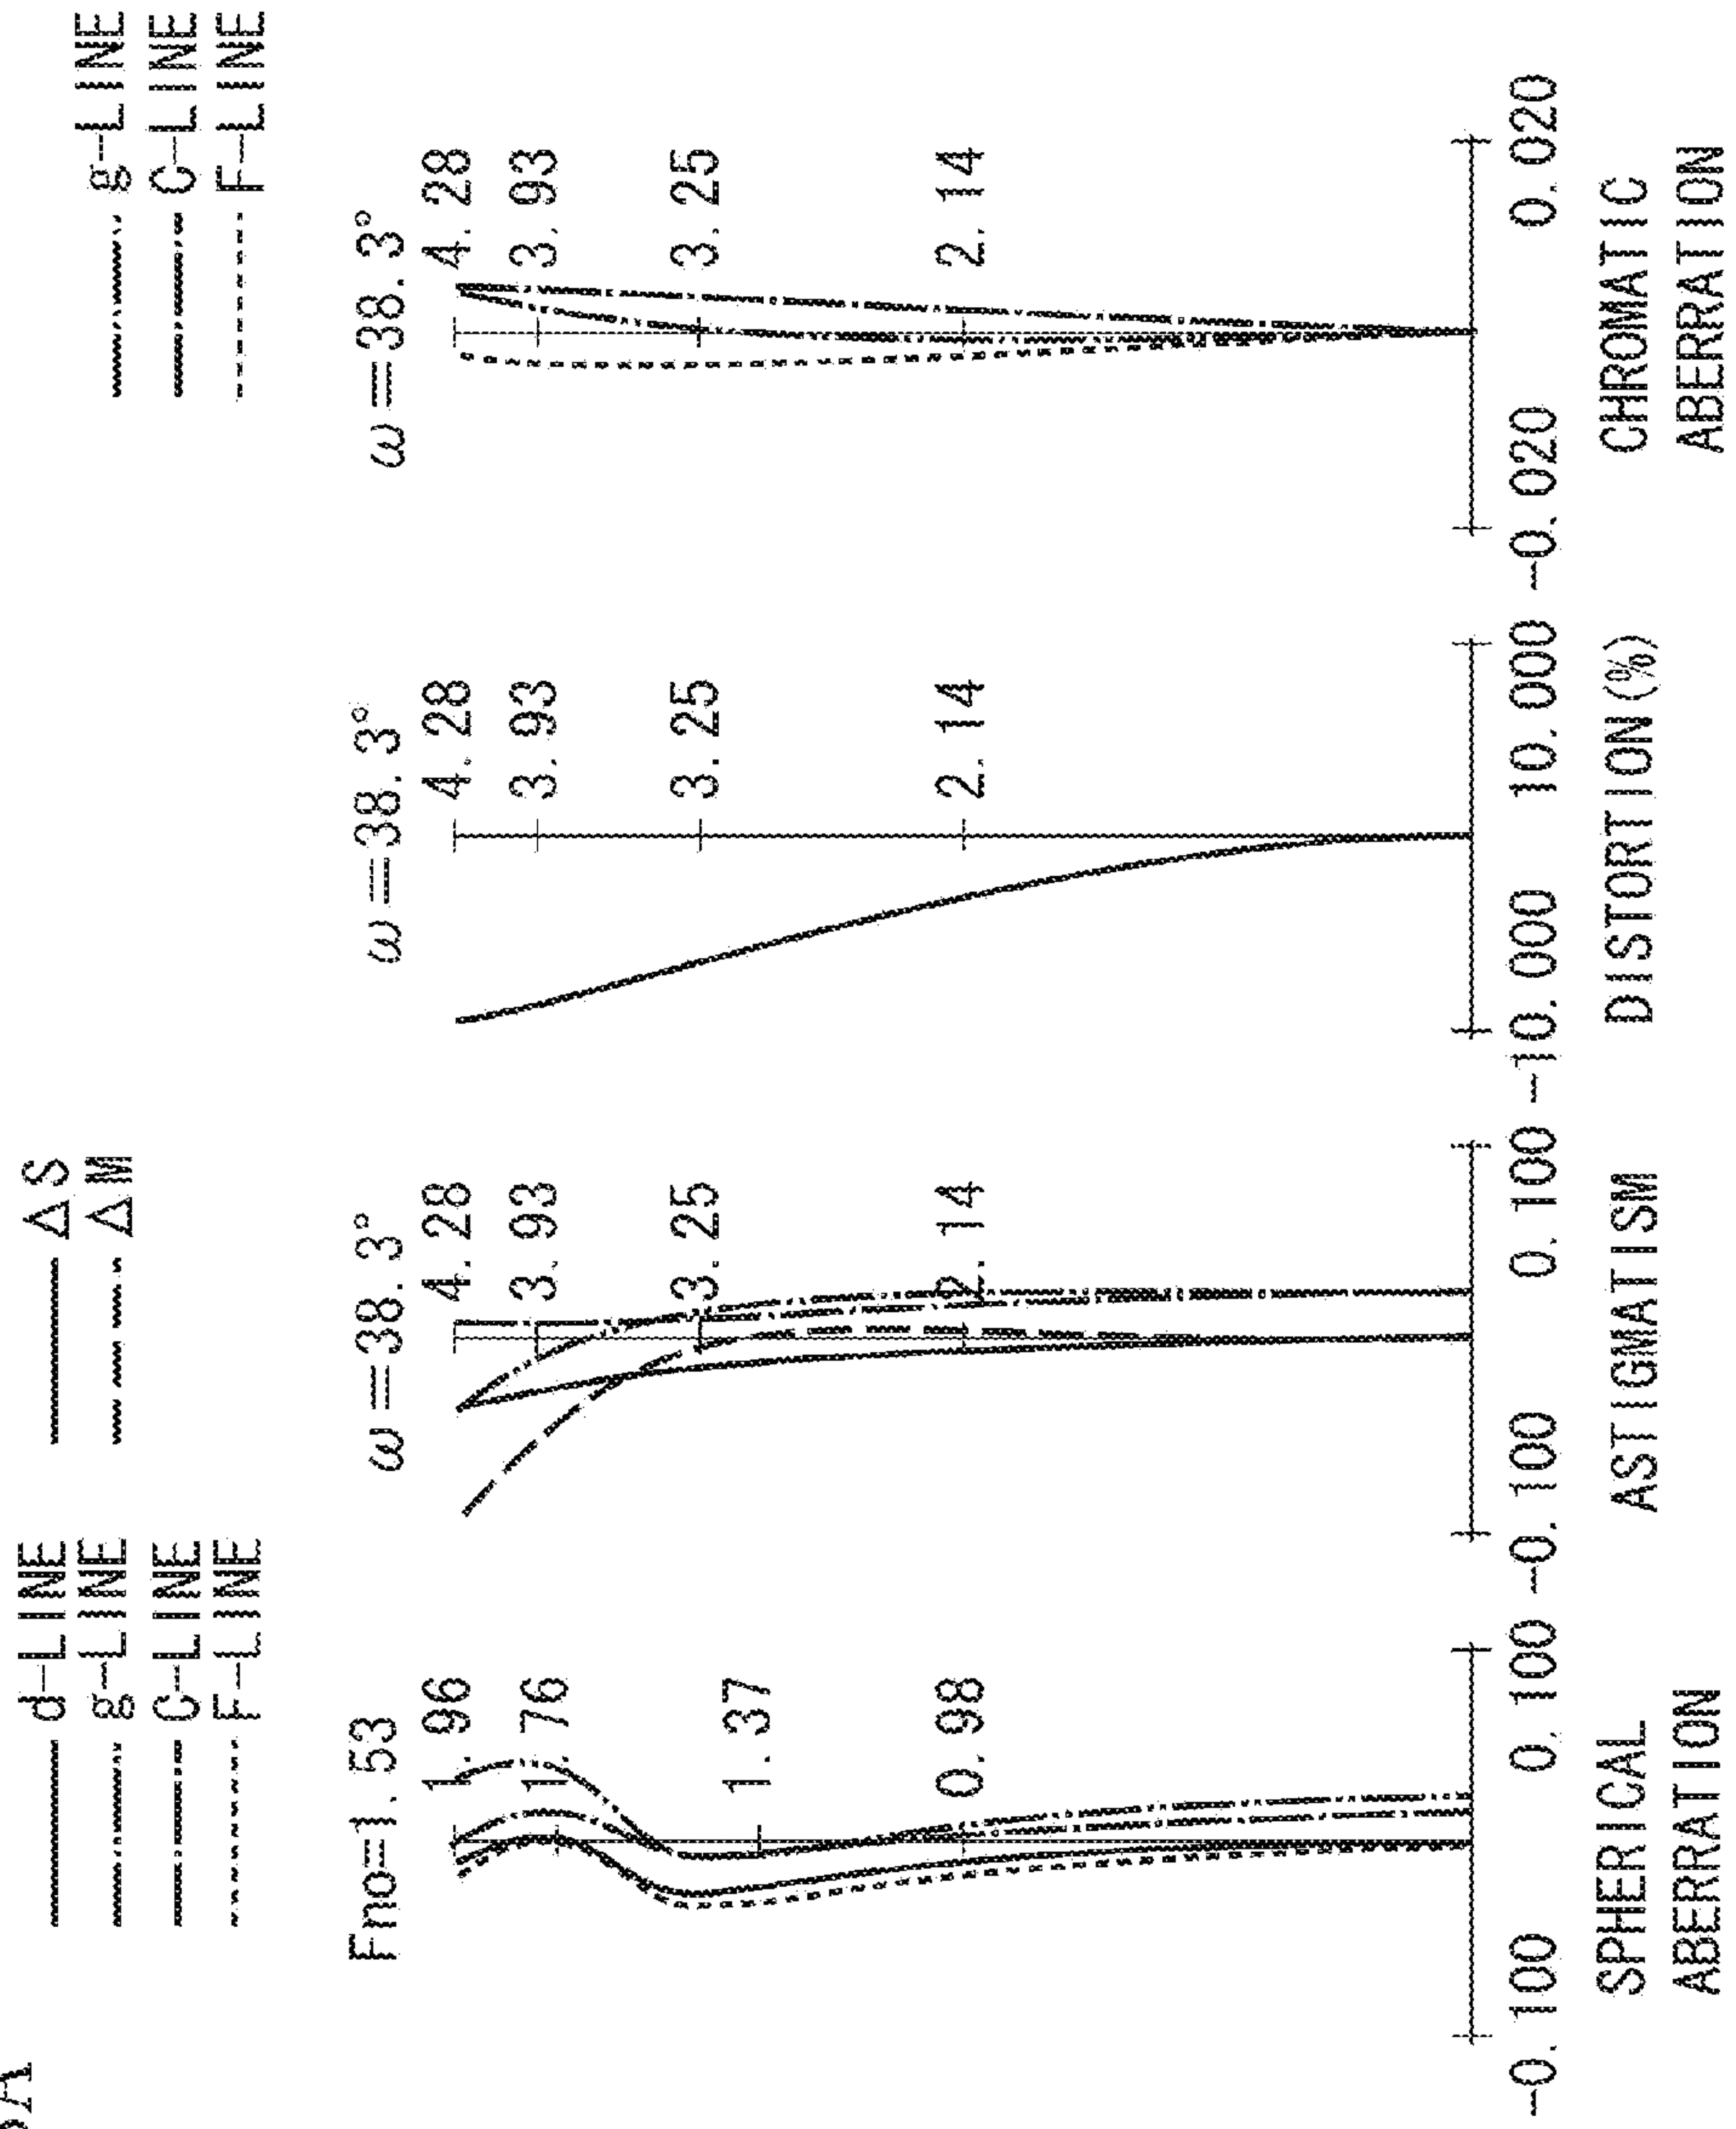 d-LINE
g-LINE
C-LINE
F-LINE
ΔS
ΔM
g-LINE
C-LINE
F-LINE
Fno=1. 53
1. 96
1. 76
1. 37
0. 98
-0. 100
0. 100
SPHERICAL
ABERRATION
ω=38. 3°
4. 28
3. 93
3. 25
2. 14
-0. 100
0. 100
ASTIGMATISM
ω=38. 3°
4. 28
3. 93
3. 25
2. 14
-10. 000
10. 000
DISTORTION(%)
ω=38. 3°
4. 28
3. 93
3. 25
2. 14
-0. 020
0. 020
CHROMATIC
ABERRATION